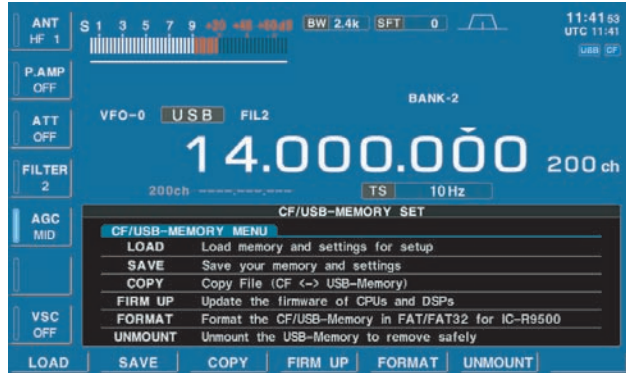 ANT
HF 1
S 1 3 5 7 9 +20 +40 +60dB
BW 2.4k SFT 0
11:41 53
UTC 11:41
USB CF
P.AMP
OFF
BANK-2
ATT
OFF
VFO-0 USB FIL2
14.000.000 200 ch
FILTER
2
200ch ----.---.---
TS 10Hz
AGC
MID
CF/USB-MEMORY SET
CF/USB-MEMORY MENU
LOAD Load memory and settings for setup
SAVE Save your memory and settings
COPY Copy File (CF <-> USB-Memory)
FIRM UP Update the firmware of CPUs and DSPs
FORMAT Format the CF/USB-Memory in FAT/FAT32 for IC-R9500
UNMOUNT Unmount the USB-Memory to remove safely
VSC
OFF
LOAD SAVE COPY FIRM UP FORMAT UNMOUNT